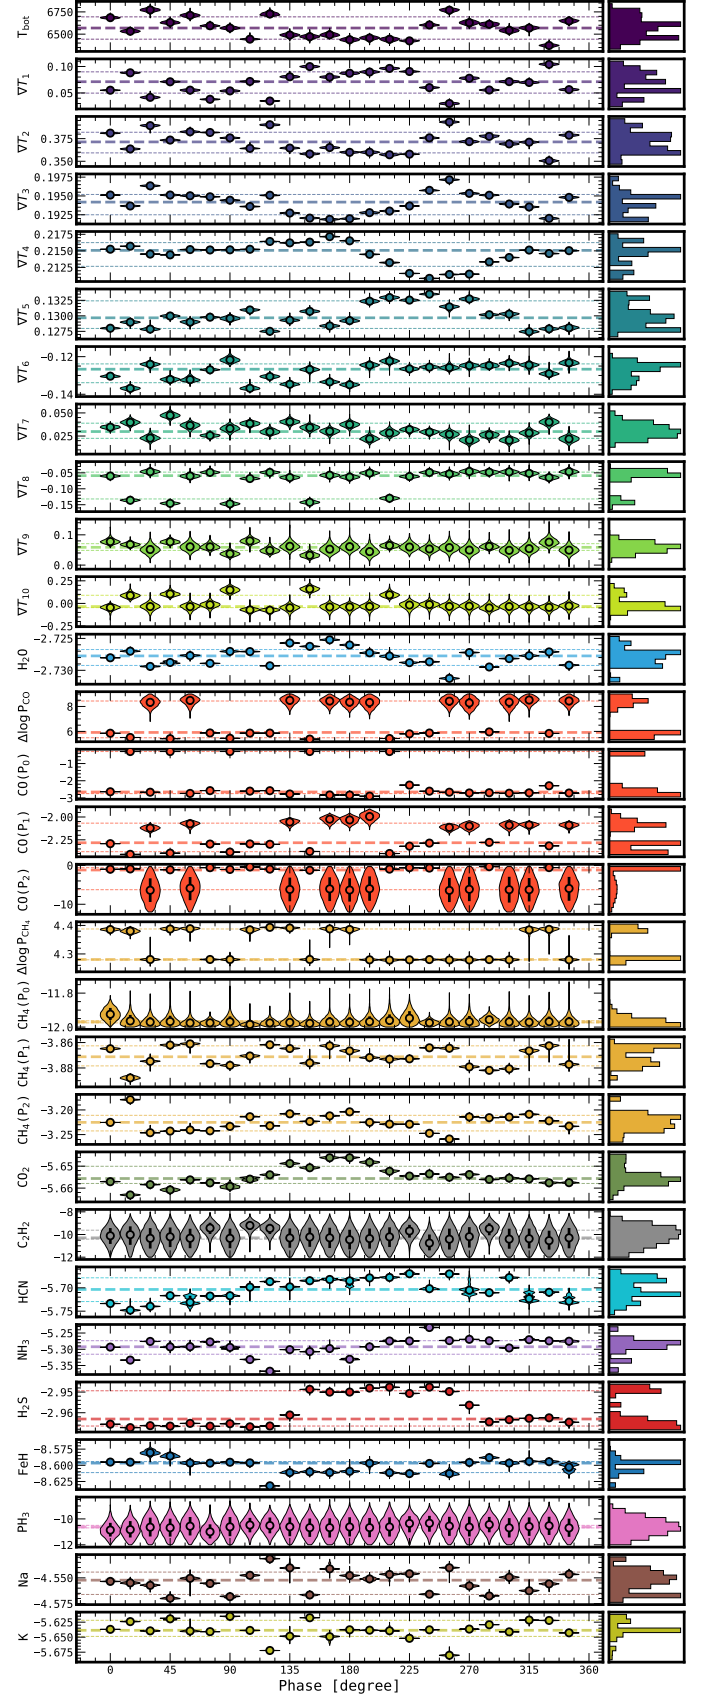 T_bot 6750 6500
∇T_1 0.10 0.05
∇T_2 0.375 0.350
∇T_3 0.1975 0.1950 0.1925
∇T_4 0.2175 0.2150 0.2125
∇T_5 0.1325 0.1300 0.1275
∇T_6 −0.12 −0.14
∇T_7 0.050 0.025
∇T_8 −0.05 −0.10 −0.15
∇T_9 0.1 0.0
∇T_10 0.25 0.00 −0.25
H_2O −2.725 −2.730
ΔlogP_CO 8 6
CO(P_0) −1 −2 −3
CO(P_1) −2.00 −2.25
CO(P_2) 0 −10
ΔlogP_CH_4 4.4 4.3
CH_4(P_0) −11.8 −12.0
CH_4(P_1) −3.86 −3.88
CH_4(P_2) −3.20 −3.25
CO_2 −5.65 −5.66
C_2H_2 −8 −10 −12
HCN −5.70 −5.75
NH_3 −5.25 −5.30 −5.35
H_2S −2.95 −2.96
FeH −8.575 −8.600 −8.625
PH_3 −10 −12
Na −4.550 −4.575
K −5.625 −5.650 −5.675
0 45 90 135 180 225 270 315 360
Phase [degree]